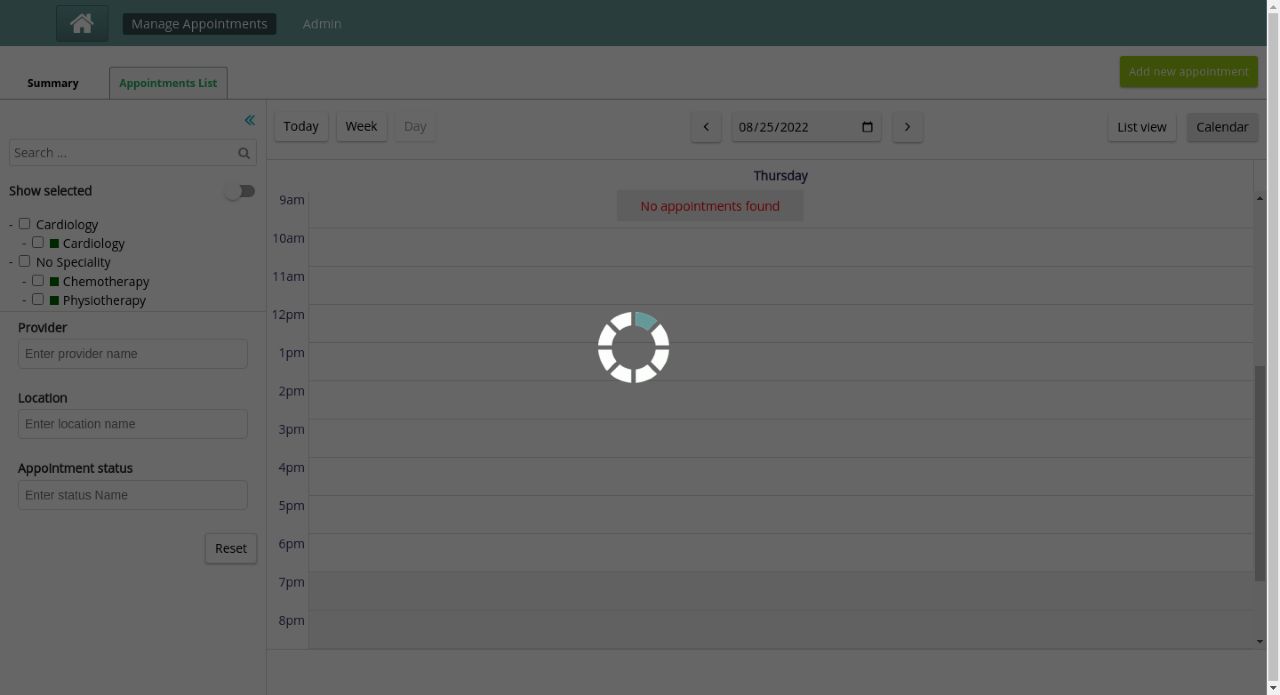 Manage Appointments Admin
Summary Appointments List Add new appointment
Today Week Day 08/25/2022 List view Calendar
Search ...
Show selected
- Cardiology
- Cardiology
- No Speciality
- Chemotherapy
- Physiotherapy
Provider
Enter provider name
Location
Enter location name
Appointment status
Enter status Name
Reset
Thursday
9am No appointments found
10am
11am
12pm
1pm
2pm
3pm
4pm
5pm
6pm
7pm
8pm